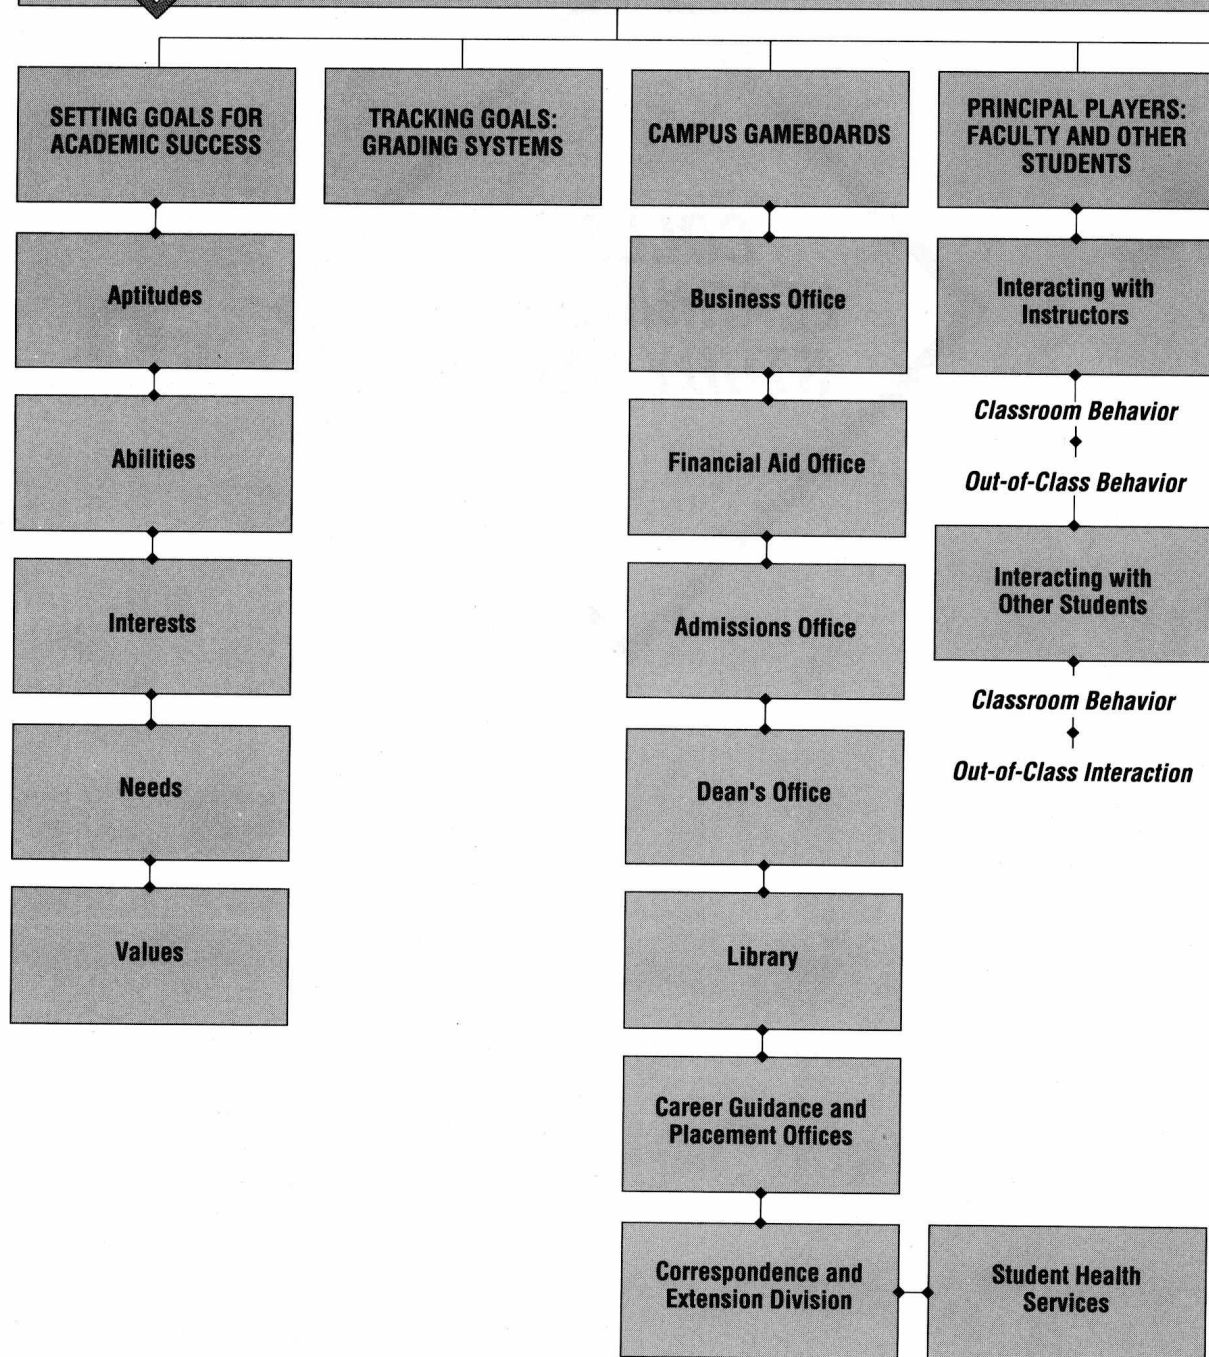 SETTING GOALS FOR
ACADEMIC SUCCESS
Aptitudes
Abilities
Interests
Needs
Values
TRACKING GOALS:
GRADING SYSTEMS
CAMPUS GAMEBOARDS
Business Office
Financial Aid Office
Admissions Office
Dean's Office
Library
Career Guidance and
Placement Offices
Correspondence and
Extension Division
Student Health
Services
PRINCIPAL PLAYERS:
FACULTY AND OTHER
STUDENTS
Interacting with
Instructors
Classroom Behavior
Out-of-Class Behavior
Interacting with
Other Students
Classroom Behavior
Out-of-Class Interaction